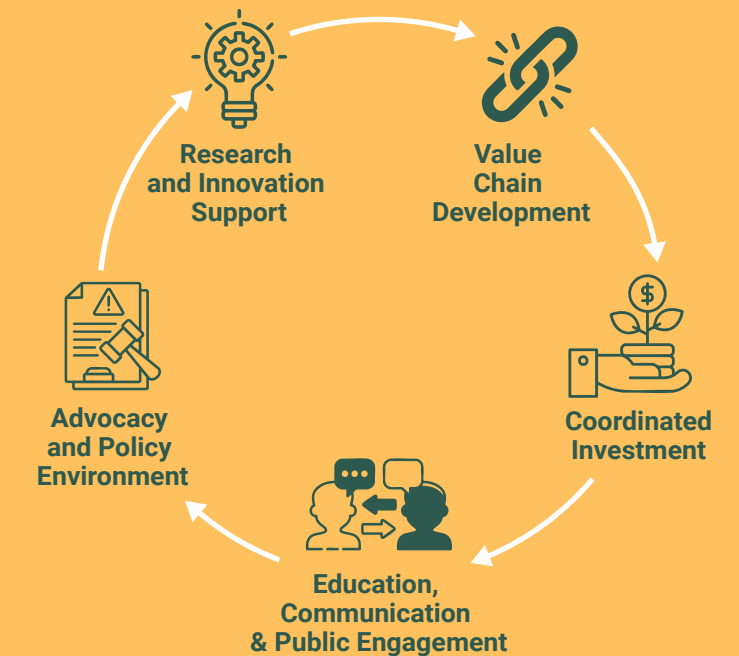 Research
and Innovation
Support
Value
Chain
Development
$
Coordinated
Investment
Education,
Communication
& Public Engagement
Advocacy
and Policy
Environment